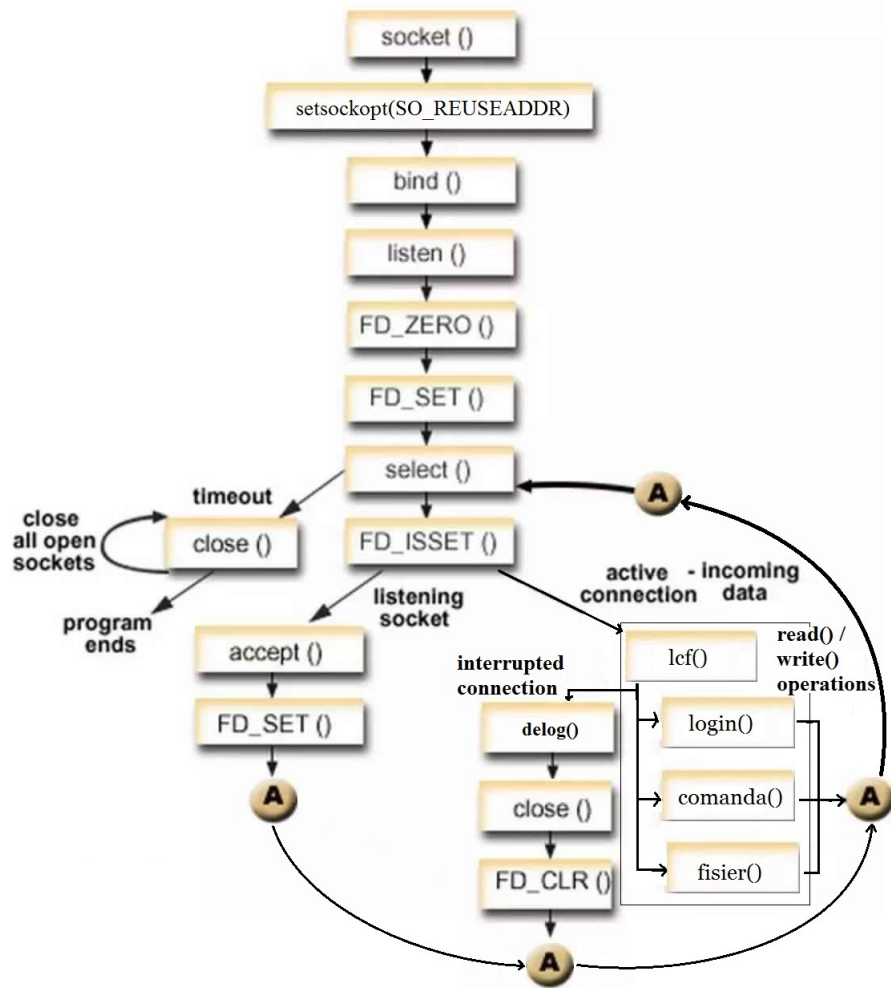 socket ()
setsockopt(SO_REUSEADDR)
bind ()
listen ()
FD_ZERO ()
FD_SET ()
select ()
A
timeout
close
all open
sockets
close ()
FD_ISSET ()
program
ends
listening
socket
active
connection
- incoming
data
accept ()
FD_SET ()
A
interrupted
connection
lcf()
read() /
write()
operations
delog()
login()
close ()
comanda()
A
FD_CLR ()
fisier()
A